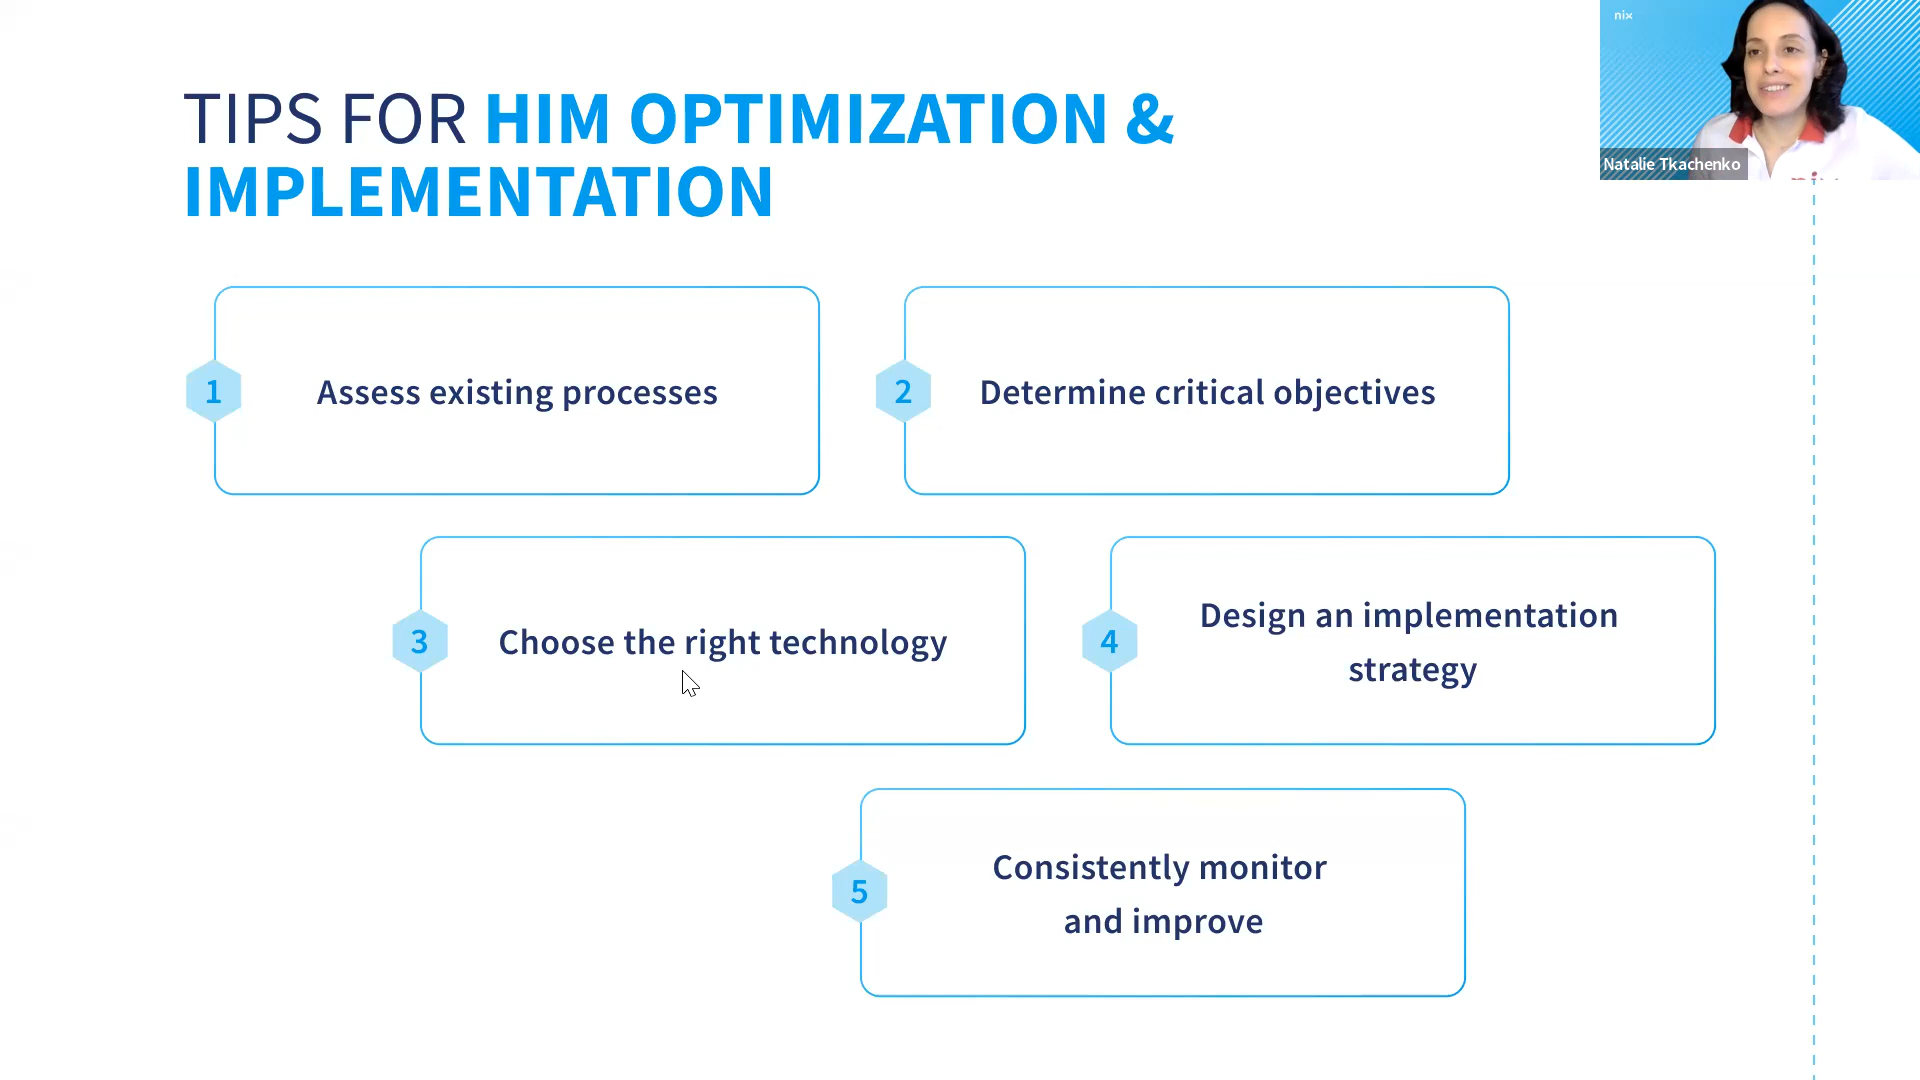 nix
TIPS FOR HIM OPTIMIZATION &
IMPLEMENTATION
Natalie Tkachenko
1
Assess existing processes
2
Determine critical objectives
3
Choose the right technology
4
Design an implementation
strategy
5
Consistently monitor
and improve